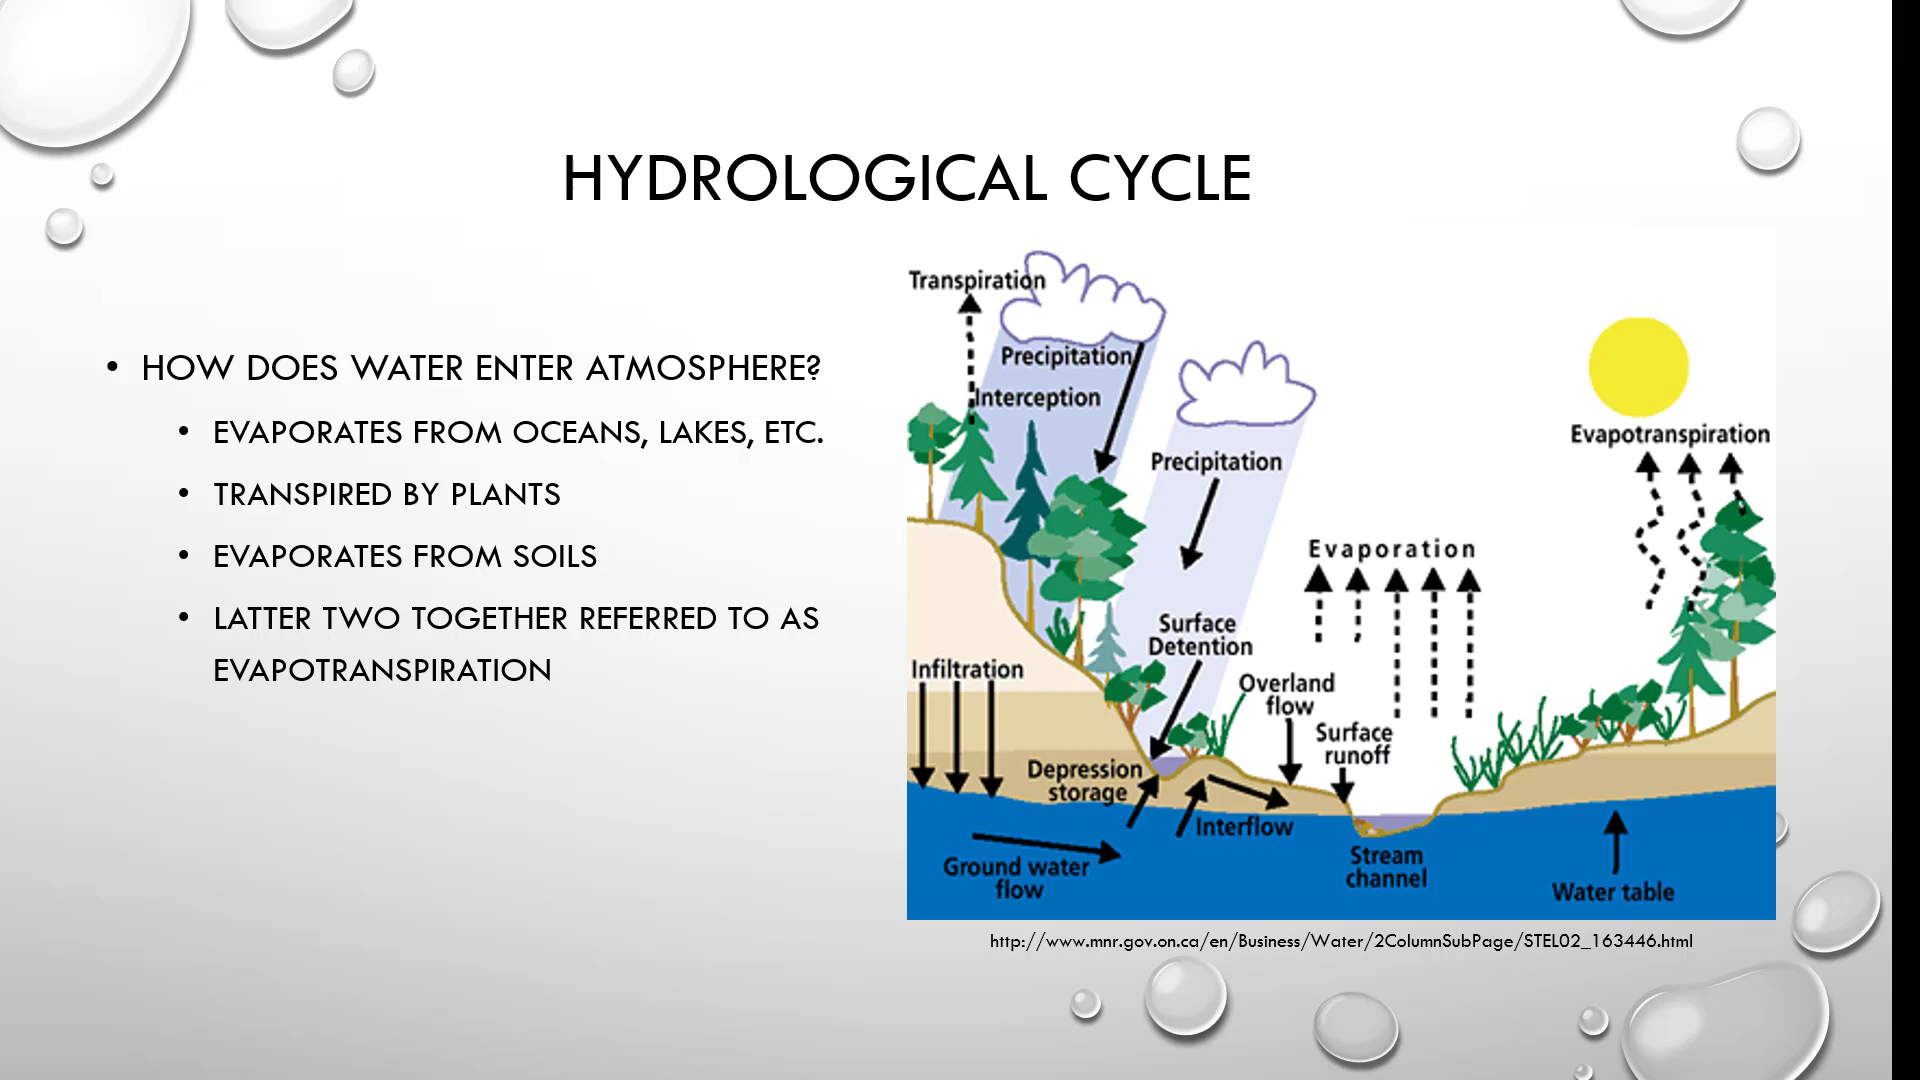 HYDROLOGICAL CYCLE
• HOW DOES WATER ENTER ATMOSPHERE?
• EVAPORATES FROM OCEANS, LAKES, ETC.
• TRANSPIRED BY PLANTS
• EVAPORATES FROM SOILS
• LATTER TWO TOGETHER REFERRED TO AS
EVAPOTRANSPIRATION
Transpiration
Precipitation
Interception
Precipitation
Evapotranspiration
Evaporation
Surface
Detention
Infiltration
Overland
flow
Surface
runoff
Depression
storage
Interflow
Ground water
flow
Stream
channel
Water table
http://www.mnr.gov.on.ca/en/Business/Water/2ColumnSubPage/STEL02_163446.html